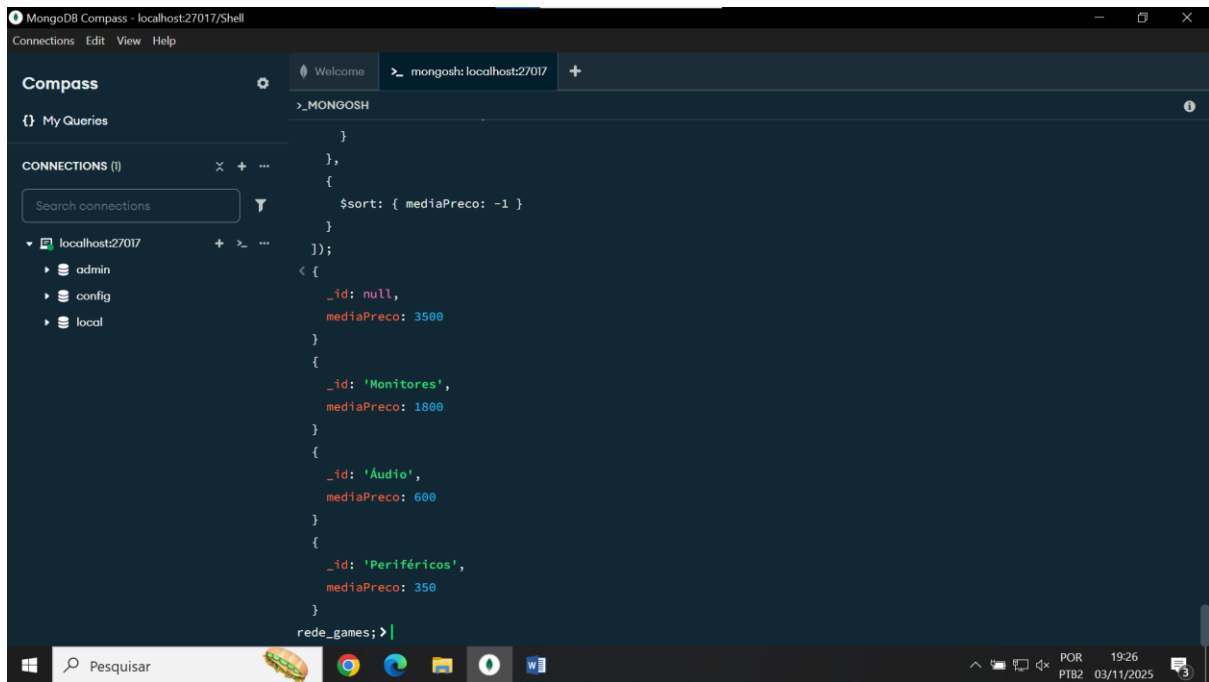 MongoDB Compass - localhost:27017/Shell
Connections Edit View Help
Compass
{} My Queries
CONNECTIONS (1)
Search connections
localhost:27017
admin
config
local
Welcome
>_ mongosh: localhost:27017
>_MONGOSH
}
},
{
$sort: { mediaPreco: -1 }
}
]);
< {
_id: null,
mediaPreco: 3500
}
{
_id: 'Monitores',
mediaPreco: 1800
}
{
_id: 'Áudio',
mediaPreco: 600
}
{
_id: 'Periféricos',
mediaPreco: 350
}
rede_games;>
Pesquisar
POR
PTB2
19:26
03/11/2025
3